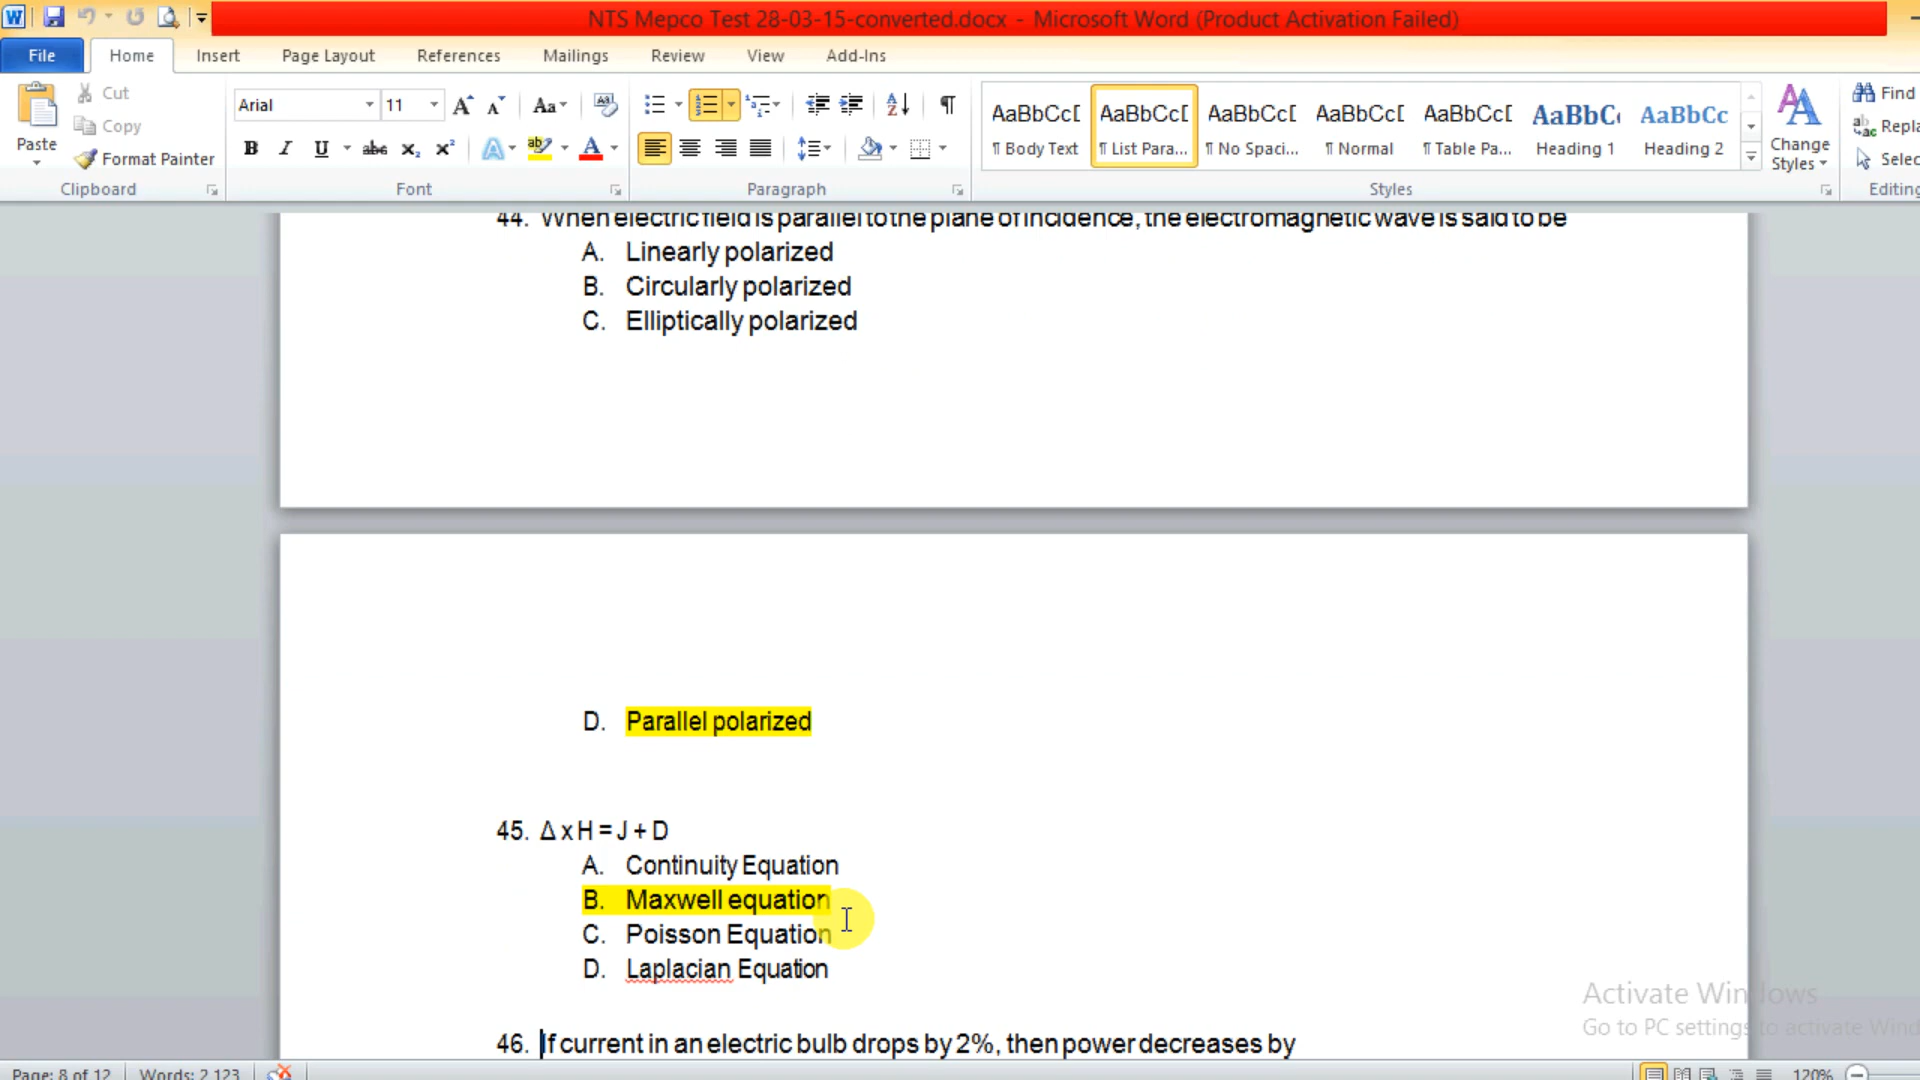 NTS Mepco Test 28-03-15-converted.docx - Microsoft Word (Product Activation Failed)
File Home Insert Page Layout References Mailings Review View Add-Ins
Paste
Cut
Copy
Format Painter
Clipboard
Arial 11
Font
Paragraph
AaBbCc[ AaBbCc[ AaBbCc[ AaBbCc[ AaBbCc[ AaBbC AaBbCc
¶ Body Text ¶ List Para... ¶ No Spaci... ¶ Normal ¶ Table Pa... Heading 1 Heading 2
Change
Styles
Styles
Find
Repla
Selec
Editing
44. When electric field is parallel to the plane of incidence, the electromagnetic wave is said to be
A. Linearly polarized
B. Circularly polarized
C. Elliptically polarized
D. Parallel polarized
45. Δ x H = J + D
A. Continuity Equation
B. Maxwell equation
C. Poisson Equation
D. Laplacian Equation
46. If current in an electric bulb drops by 2%, then power decreases by
Activate Windows
Go to PC settings to activate Wind
Page: 8 of 12 Words: 2,123 120%